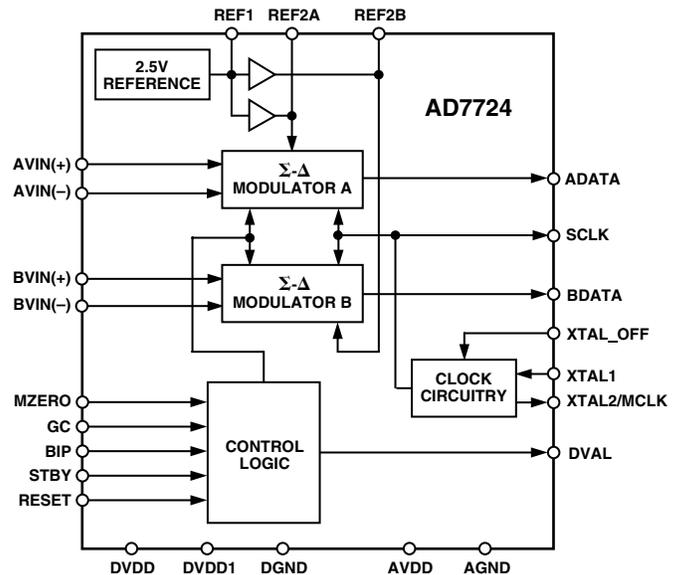 REF1 REF2A REF2B
2.5V
REFERENCE
AD7724
AVIN(+)
AVIN(–)
Σ-Δ
MODULATOR A
ADATA
SCLK
BVIN(+)
BVIN(–)
Σ-Δ
MODULATOR B
BDATA
XTAL_OFF
CLOCK
CIRCUITRY
XTAL1
XTAL2/MCLK
MZERO
GC
BIP
STBY
RESET
CONTROL
LOGIC
DVAL
DVDD DVDD1 DGND AVDD AGND